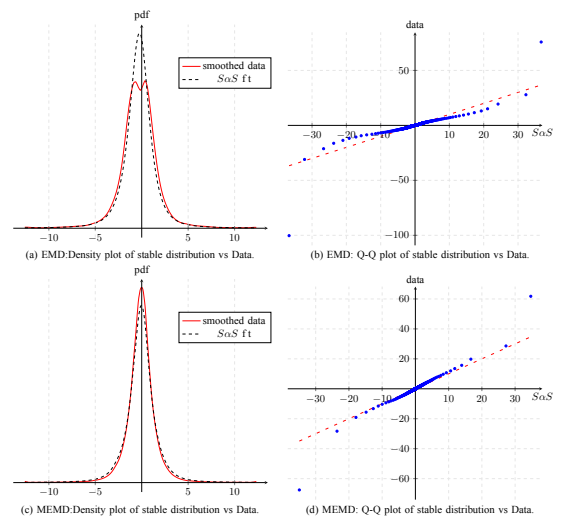 pdf
smoothed data
SαS f t
−10
−5
0
5
10
(a) EMD:Density plot of stable distribution vs Data.
data
50
−30
−20
−10
10
20
30
SαS
−50
−100
(b) EMD: Q-Q plot of stable distribution vs Data.
pdf
smoothed data
SαS f t
−10
−5
0
5
10
(c) MEMD:Density plot of stable distribution vs Data.
data
60
40
20
−30
−20
−10
10
20
30
SαS
−20
−40
−60
(d) MEMD: Q-Q plot of stable distribution vs Data.